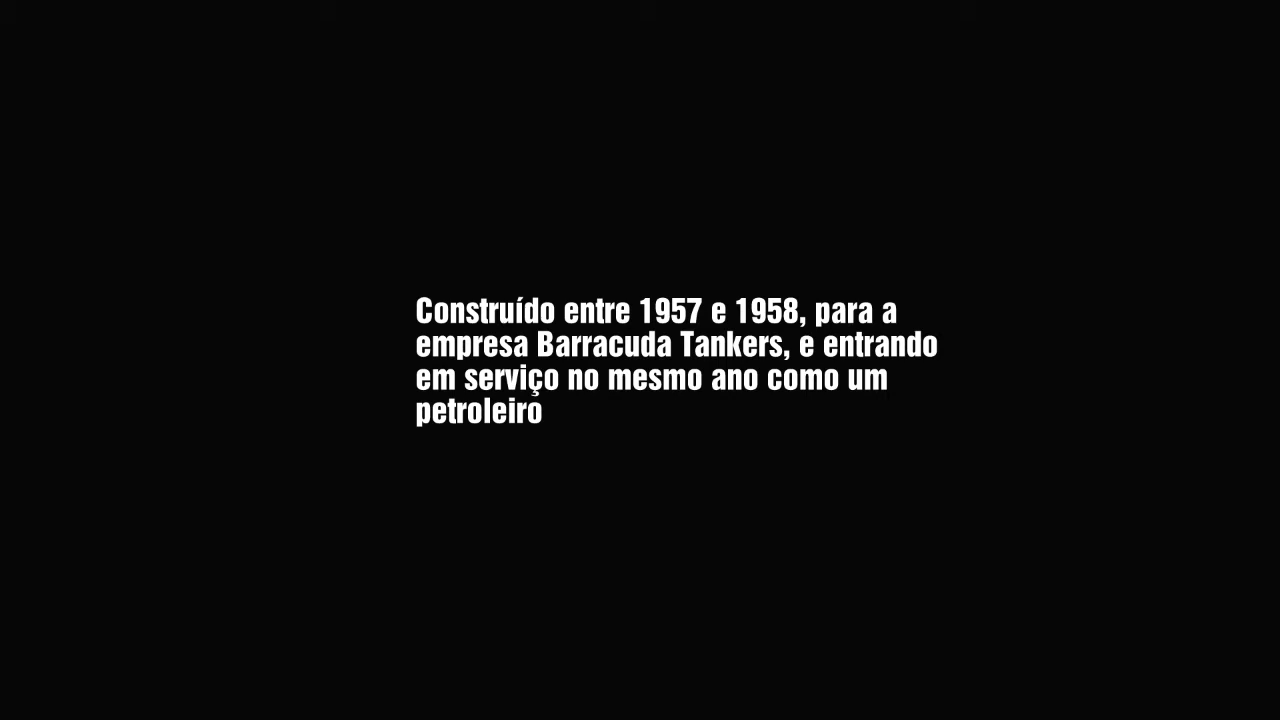 Construído entre 1957 e 1958, para a
empresa Barracuda Tankers, e entrando
em serviço no mesmo ano como um
petroleiro